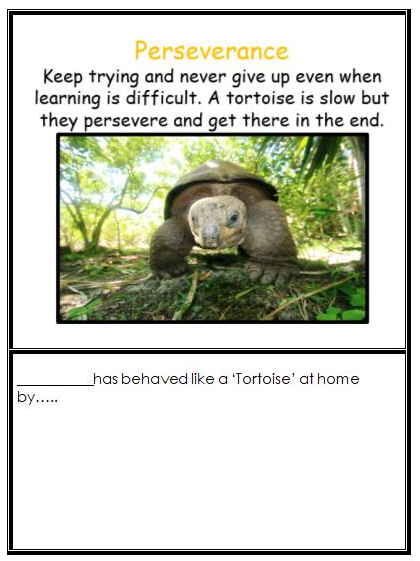 Perseverance
Keep trying and never give up even when
learning is difficult. A tortoise is slow but
they persevere and get there in the end.
__________has behaved like a ‘Tortoise’ at home
by…..